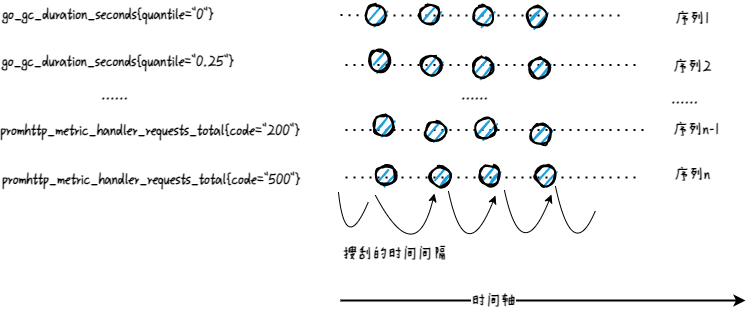 go_gc_duration_seconds{quantile="0"} 序列1
go_gc_duration_seconds{quantile="0.25"} 序列2
...... ...... ......
promhttp_metric_handler_requests_total{code="200"} 序列n-1
promhttp_metric_handler_requests_total{code="500"} 序列n
搜刮的时间间隔
时间轴